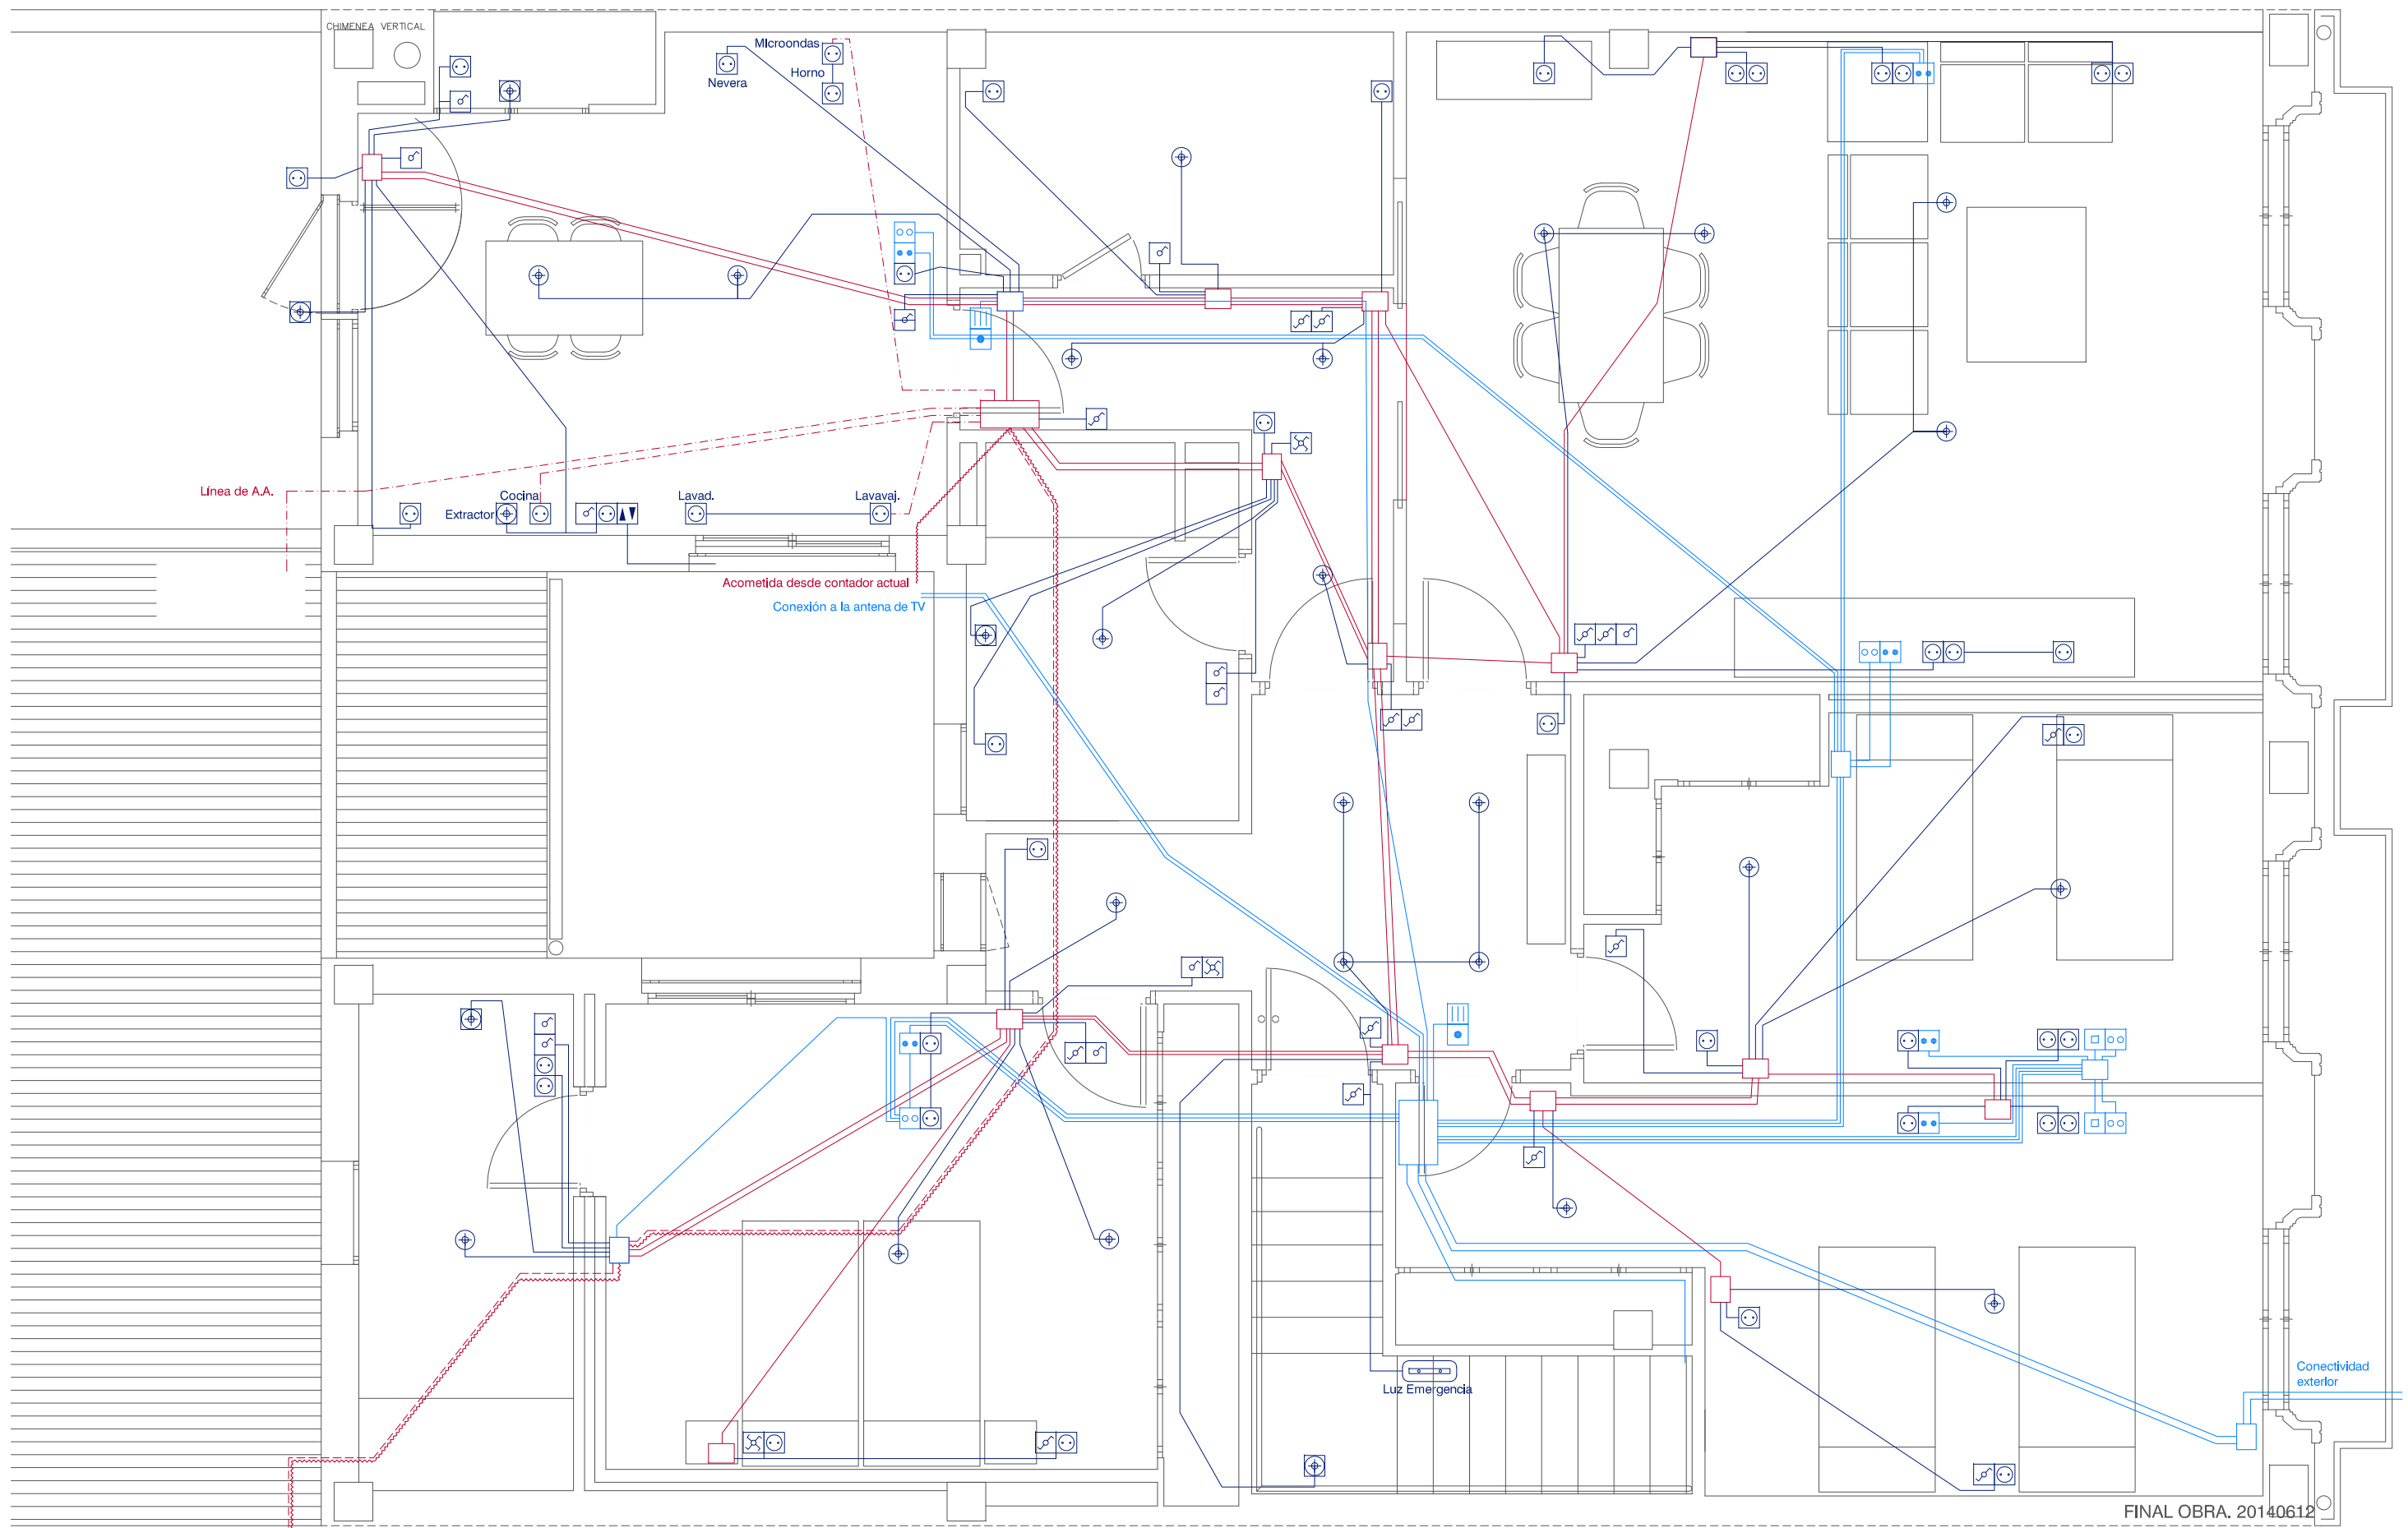 CHIMENEA VERTICAL
Microondas
Horno
Nevera
Línea de A.A.
Cocina
Extractor
Lavad.
Lavavaj.
Acometida desde contador actual
Conexión a la antena de TV
Luz Emergencia
Conectividad
exterior
FINAL OBRA. 20140612